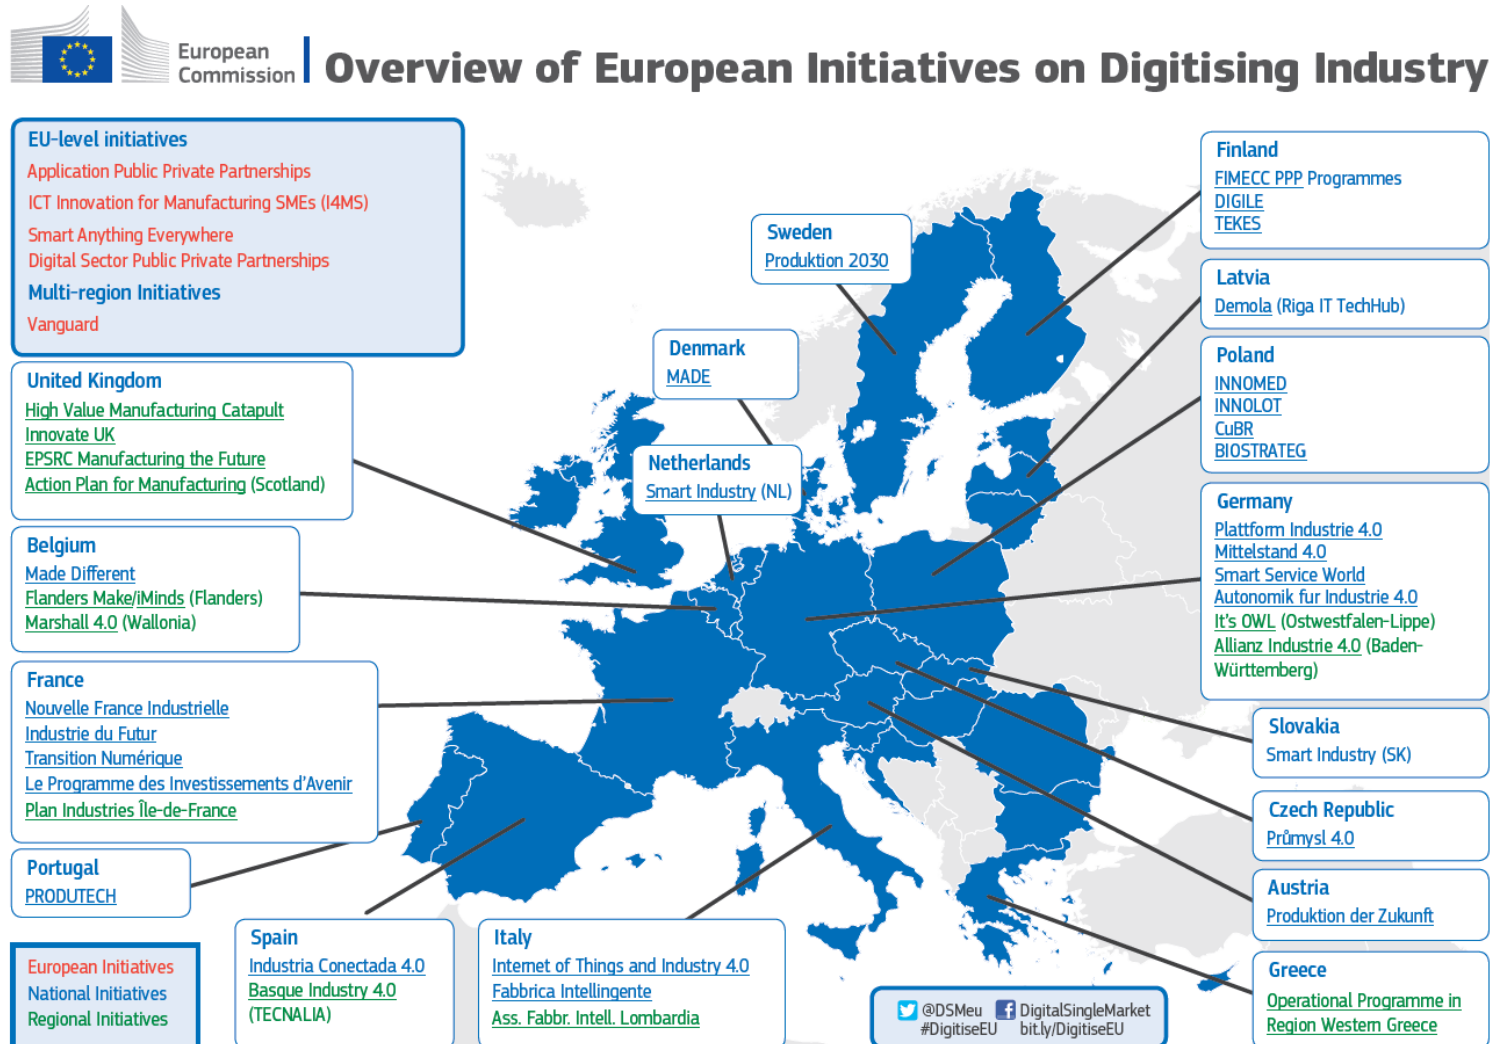 European
Commission
Overview of European Initiatives on Digitising Industry
EU-level initiatives
Application Public Private Partnerships
ICT Innovation for Manufacturing SMEs (I4MS)
Smart Anything Everywhere
Digital Sector Public Private Partnerships
Multi-region Initiatives
Vanguard
United Kingdom
High Value Manufacturing Catapult
Innovate UK
EPSRC Manufacturing the Future
Action Plan for Manufacturing (Scotland)
Belgium
Made Different
Flanders Make/iMinds (Flanders)
Marshall 4.0 (Wallonia)
France
Nouvelle France Industrielle
Industrie du Futur
Transition Numérique
Le Programme des Investissements d'Avenir
Plan Industries Île-de-France
Portugal
PRODUTECH
European Initiatives
National Initiatives
Regional Initiatives
Spain
Industria Conectada 4.0
Basque Industry 4.0
(TECNALIA)
Italy
Internet of Things and Industry 4.0
Fabbrica Intellingente
Ass. Fabbr. Intell. Lombardia
Sweden
Produktion 2030
Denmark
MADE
Netherlands
Smart Industry (NL)
Finland
FIMECC PPP Programmes
DIGILE
TEKES
Latvia
Demola (Riga IT TechHub)
Poland
INNOMED
INNOLOT
CuBR
BIOSTRATEG
Germany
Plattform Industrie 4.0
Mittelstand 4.0
Smart Service World
Autonomik fur Industrie 4.0
It's OWL (Ostwestfalen-Lippe)
Allianz Industrie 4.0 (Baden-
Württemberg)
Slovakia
Smart Industry (SK)
Czech Republic
Průmysl 4.0
Austria
Produktion der Zukunft
Greece
Operational Programme in
Region Western Greece
@DSMeu DigitalSingleMarket
#DigitiseEU bit.ly/DigitiseEU